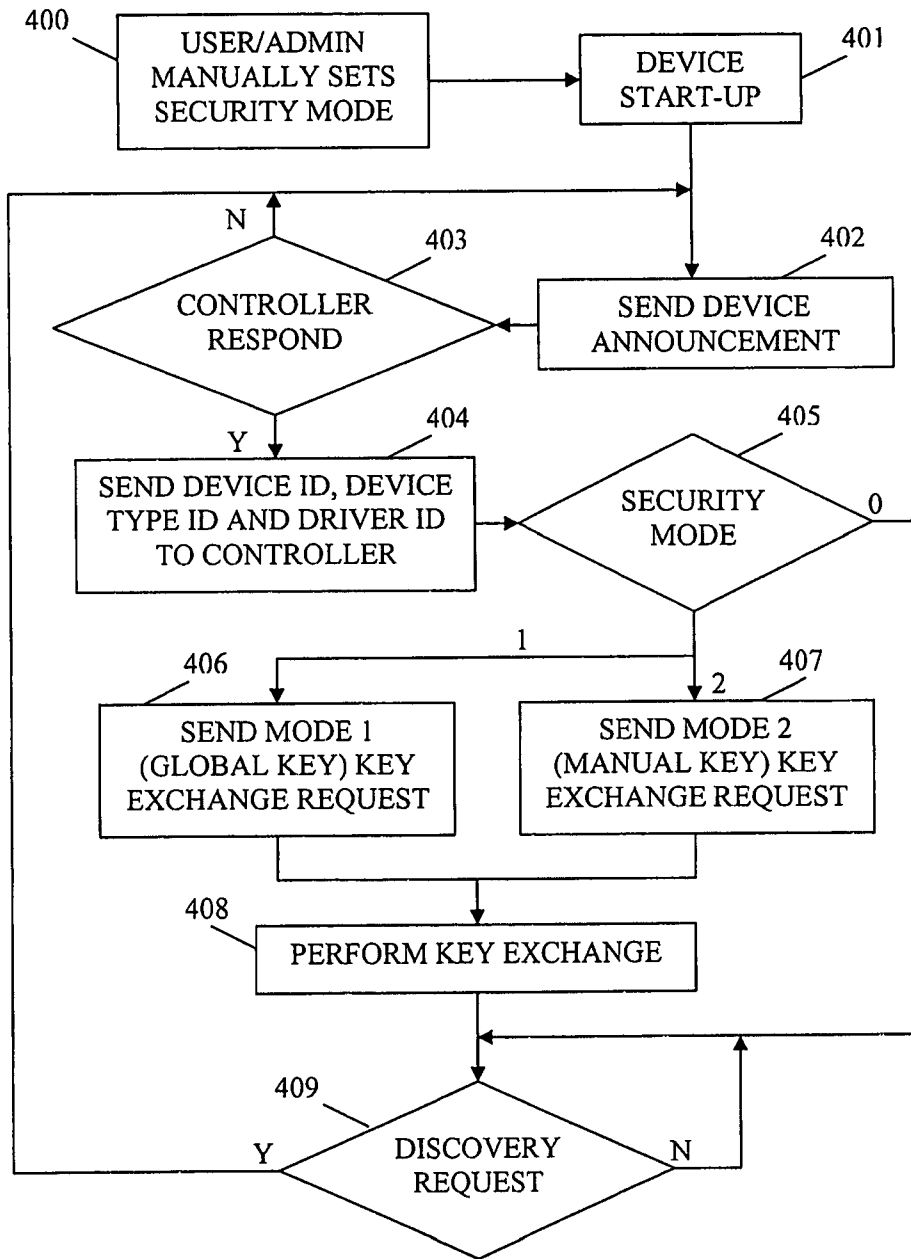 400
USER/ADMIN
MANUALLY SETS
SECURITY MODE
401
DEVICE
START-UP
N
403
CONTROLLER
RESPOND
402
SEND DEVICE
ANNOUNCEMENT
Y
404
SEND DEVICE ID, DEVICE
TYPE ID AND DRIVER ID
TO CONTROLLER
405
SECURITY
MODE
0
1
2
406
SEND MODE 1
(GLOBAL KEY) KEY
EXCHANGE REQUEST
407
SEND MODE 2
(MANUAL KEY) KEY
EXCHANGE REQUEST
408
PERFORM KEY EXCHANGE
409
Y
DISCOVERY
REQUEST
N